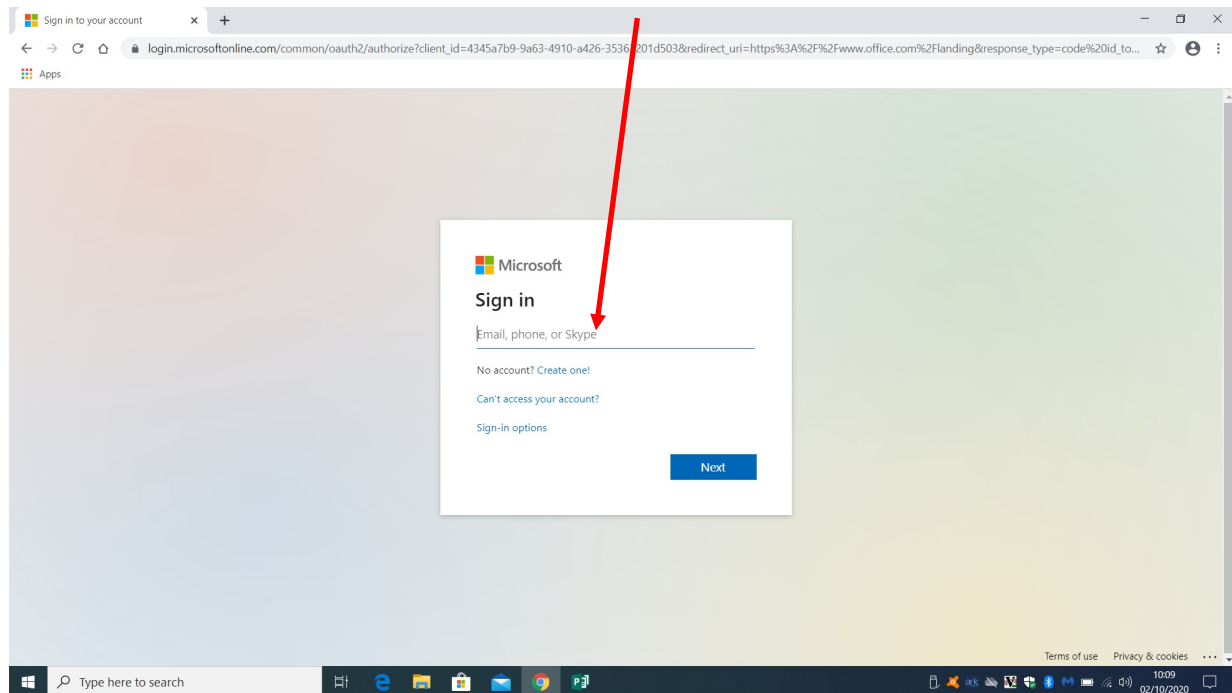 Sign in to your account
login.microsoftonline.com/common/oauth2/authorize?client_id=4345a7b9-9a63-4910-a426-3536 201d503&redirect_uri=https%3A%2F%2Fwww.office.com%2Flanding&response_type=code%20id_to...
Apps
Microsoft
Sign in
Email, phone, or Skype
No account? Create one!
Can't access your account?
Sign-in options
Next
Terms of use Privacy & cookies ...
Type here to search
10:09
02/10/2020